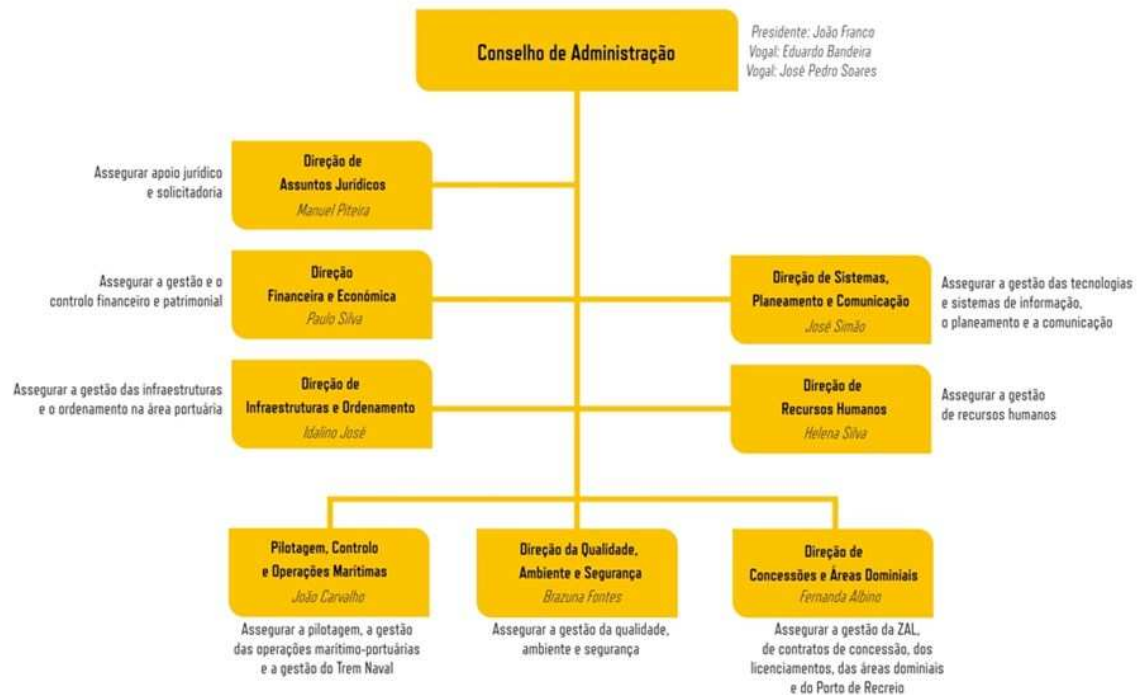 Conselho de Administração
Presidente: João Franco
Vogal: Eduardo Bandeira
Vogal: José Pedro Soares
Assegurar apoio jurídico
e solicitadoria
Direção de
Assuntos Jurídicos
Manuel Piteira
Assegurar a gestão e o
controlo financeiro e patrimonial
Direção
Financeira e Económica
Paulo Silva
Direção de Sistemas,
Planeamento e Comunicação
José Simão
Assegurar a gestão das tecnologias
e sistemas de informação,
o planeamento e a comunicação
Assegurar a gestão das infraestruturas
e o ordenamento na área portuária
Direção de
Infraestruturas e Ordenamento
Idalino José
Direção de
Recursos Humanos
Helena Silva
Assegurar a gestão
de recursos humanos
Pilotagem, Controlo
e Operações Marítimas
João Carvalho
Assegurar a pilotagem, a gestão
das operações marítimo-portuárias
e a gestão do Trem Naval
Direção da Qualidade,
Ambiente e Segurança
Brazuna Fontes
Assegurar a gestão da qualidade,
ambiente e segurança
Direção de
Concessões e Áreas Dominiais
Fernanda Albino
Assegurar a gestão da ZAL,
de contratos de concessão, dos
licenciamentos, das áreas dominiais
e do Porto de Recreio